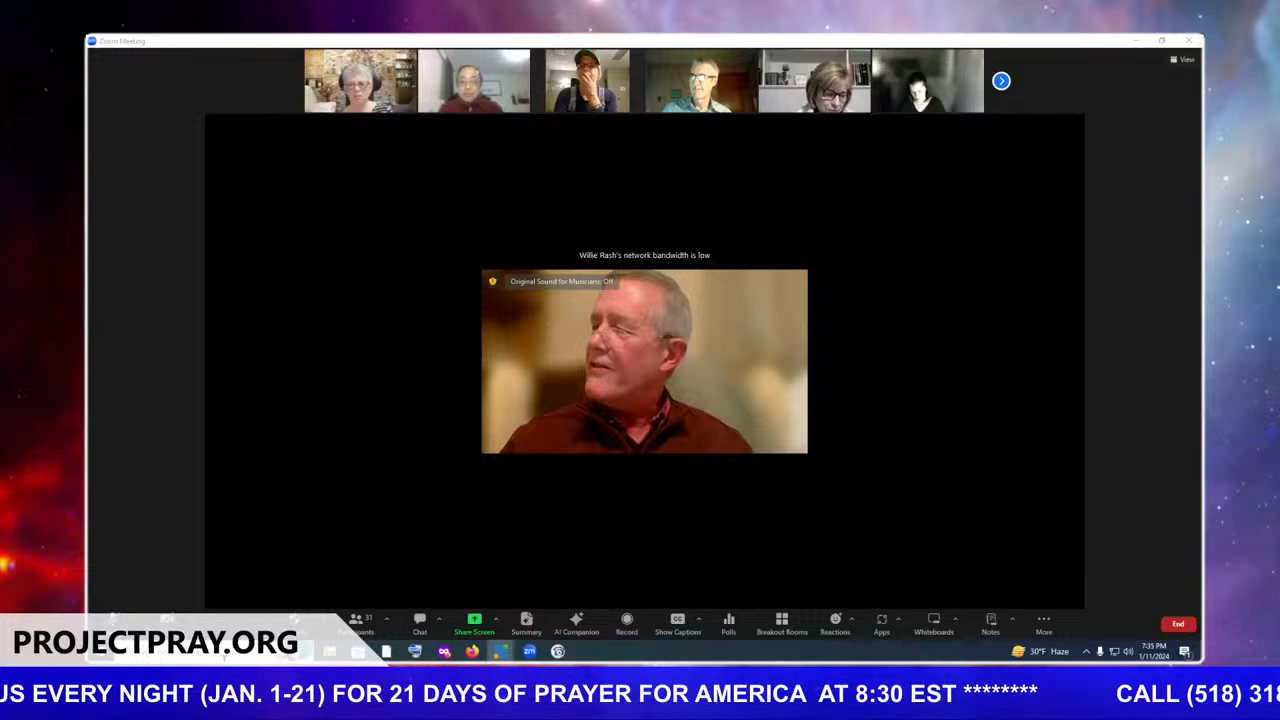 Zoom Meeting
View
Willie Rash's network bandwidth is low
Original Sound for Musicians: Off
31
Participants
Chat
Share Screen
Summary
AI Companion
Record
Show Captions
Polls
Breakout Rooms
Reactions
Apps
Whiteboards
Notes
More
End
PROJECTPRAY.ORG
zm
30°F Haze
7:35 PM
1/11/2024
US EVERY NIGHT (JAN. 1-21) FOR 21 DAYS OF PRAYER FOR AMERICA AT 8:30 EST ******** CALL (518) 318